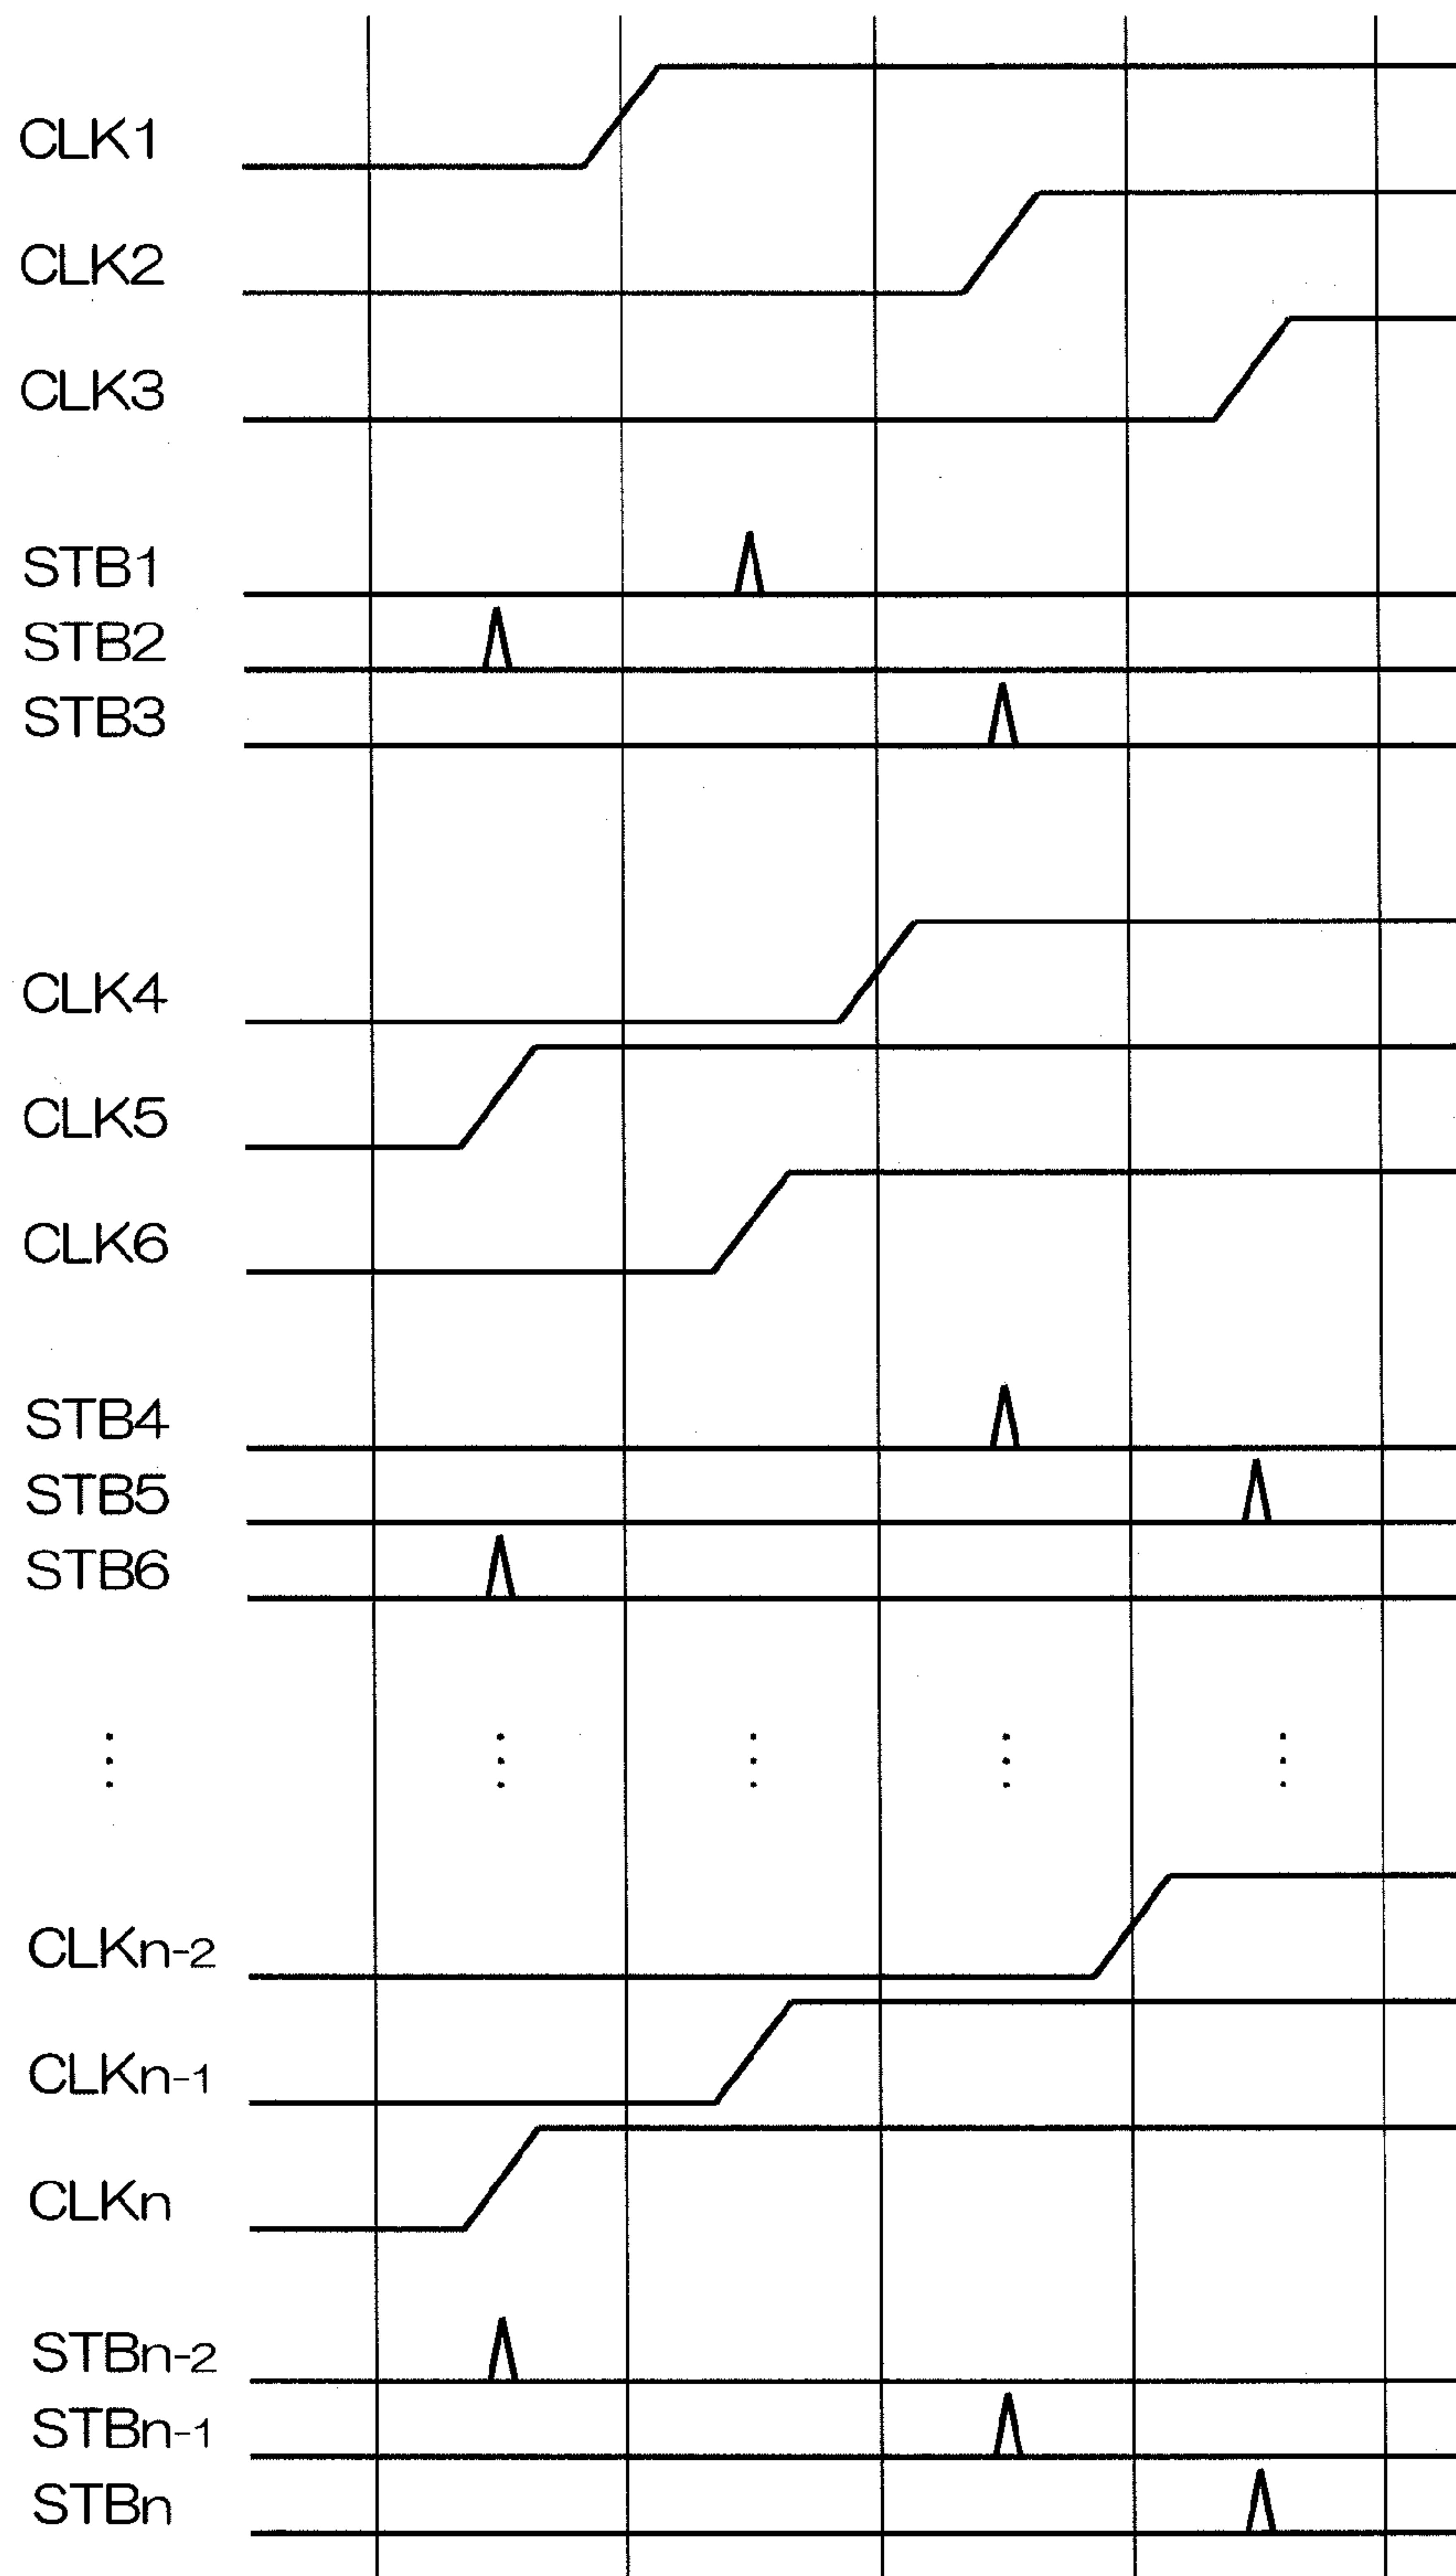 CLK1
CLK2
CLK3
STB1
STB2
STB3
CLK4
CLK5
CLK6
STB4
STB5
STB6
CLKn-2
CLKn-1
CLKn
STBn-2
STBn-1
STBn